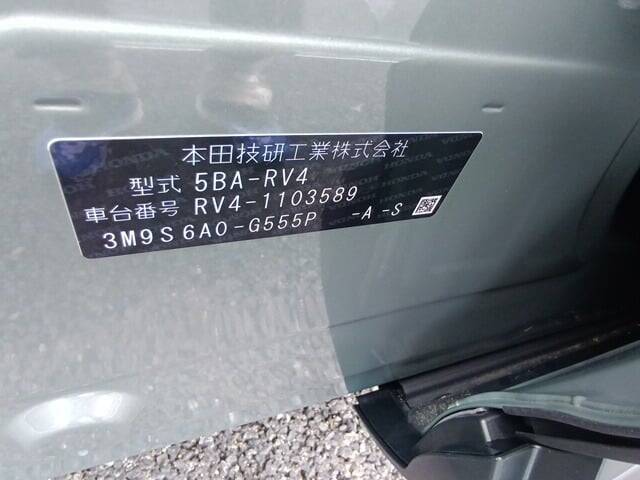 本田技研工業株式会社
型式 5BA-RV4
車台番号 RV4-1103589
3M9S6A0-G555P -A-S